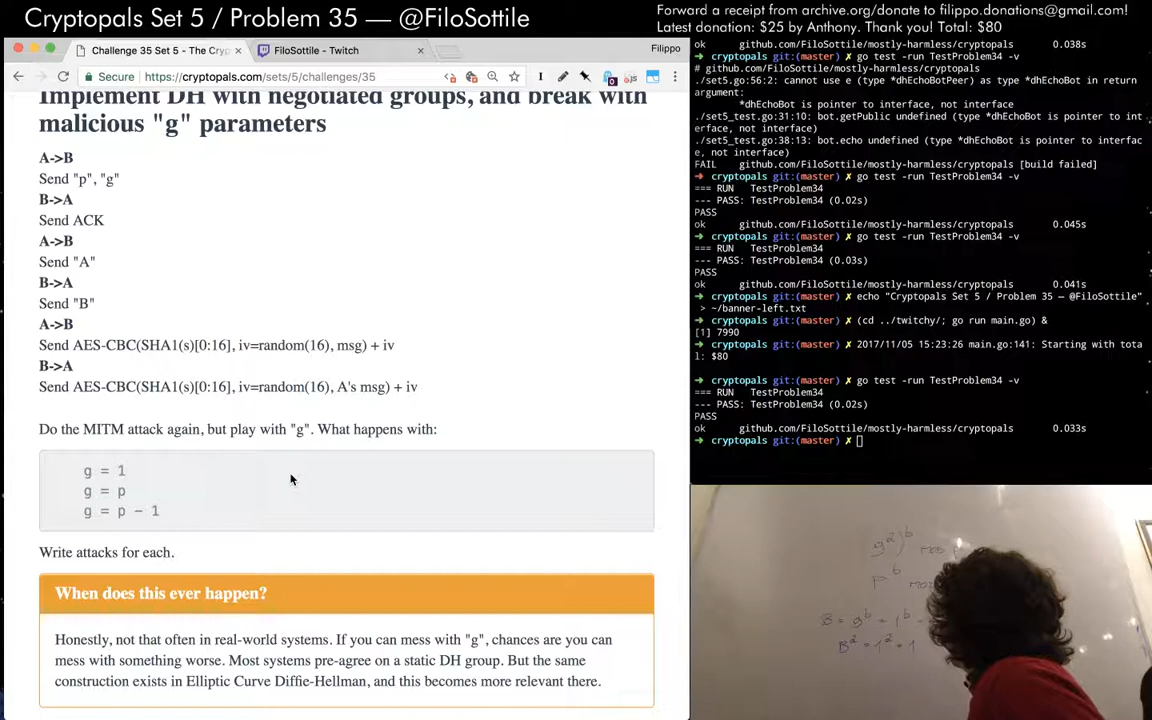 Cryptopals Set 5 / Problem 35 — @FiloSottile
Forward a receipt from archive.org/donate to filippo.donations@gmail.com!
Latest donation: $25 by Anthony. Thank you! Total: $80
Challenge 35 Set 5 - The Cryp
FiloSottile - Twitch
Filippo
Secure
https://cryptopals.com/sets/5/challenges/35
Implement DH with negotiated groups, and break with
malicious "g" parameters
A->B
Send "p", "g"
B->A
Send ACK
A->B
Send "A"
B->A
Send "B"
A->B
Send AES-CBC(SHA1(s)[0:16], iv=random(16), msg) + iv
B->A
Send AES-CBC(SHA1(s)[0:16], iv=random(16), A's msg) + iv
Do the MITM attack again, but play with "g". What happens with:
g = 1
g = p
g = p - 1
Write attacks for each.
When does this ever happen?
Honestly, not that often in real-world systems. If you can mess with "g", chances are you can
mess with something worse. Most systems pre-agree on a static DH group. But the same
construction exists in Elliptic Curve Diffie-Hellman, and this becomes more relevant there.
ok github.com/FiloSottile/mostly-harmless/cryptopals 0.038s
➜ cryptopals git:(master) ✗ go test -run TestProblem34 -v
# github.com/FiloSottile/mostly-harmless/cryptopals
./set5.go:56:2: cannot use e (type *dhEchoBotPeer) as type *dhEchoBot in return
argument:
*dhEchoBot is pointer to interface, not interface
./set5_test.go:31:10: bot.getPublic undefined (type *dhEchoBot is pointer to int
erface, not interface)
./set5_test.go:38:13: bot.echo undefined (type *dhEchoBot is pointer to interfac
e, not interface)
FAIL github.com/FiloSottile/mostly-harmless/cryptopals [build failed]
➜ cryptopals git:(master) ✗ go test -run TestProblem34 -v
=== RUN TestProblem34
--- PASS: TestProblem34 (0.02s)
PASS
ok github.com/FiloSottile/mostly-harmless/cryptopals 0.045s
➜ cryptopals git:(master) ✗ go test -run TestProblem34 -v
=== RUN TestProblem34
--- PASS: TestProblem34 (0.03s)
PASS
ok github.com/FiloSottile/mostly-harmless/cryptopals 0.041s
➜ cryptopals git:(master) ✗ echo "Cryptopals Set 5 / Problem 35 — @FiloSottile"
> ~/banner-left.txt
➜ cryptopals git:(master) ✗ (cd ../twitchy/; go run main.go) &
[1] 7990
➜ cryptopals git:(master) ✗ 2017/11/05 15:23:26 main.go:141: Starting with tota
l: $80
➜ cryptopals git:(master) ✗ go test -run TestProblem34 -v
=== RUN TestProblem34
--- PASS: TestProblem34 (0.02s)
PASS
ok github.com/FiloSottile/mostly-harmless/cryptopals 0.033s
➜ cryptopals git:(master) ✗
B = g^b = 1^b